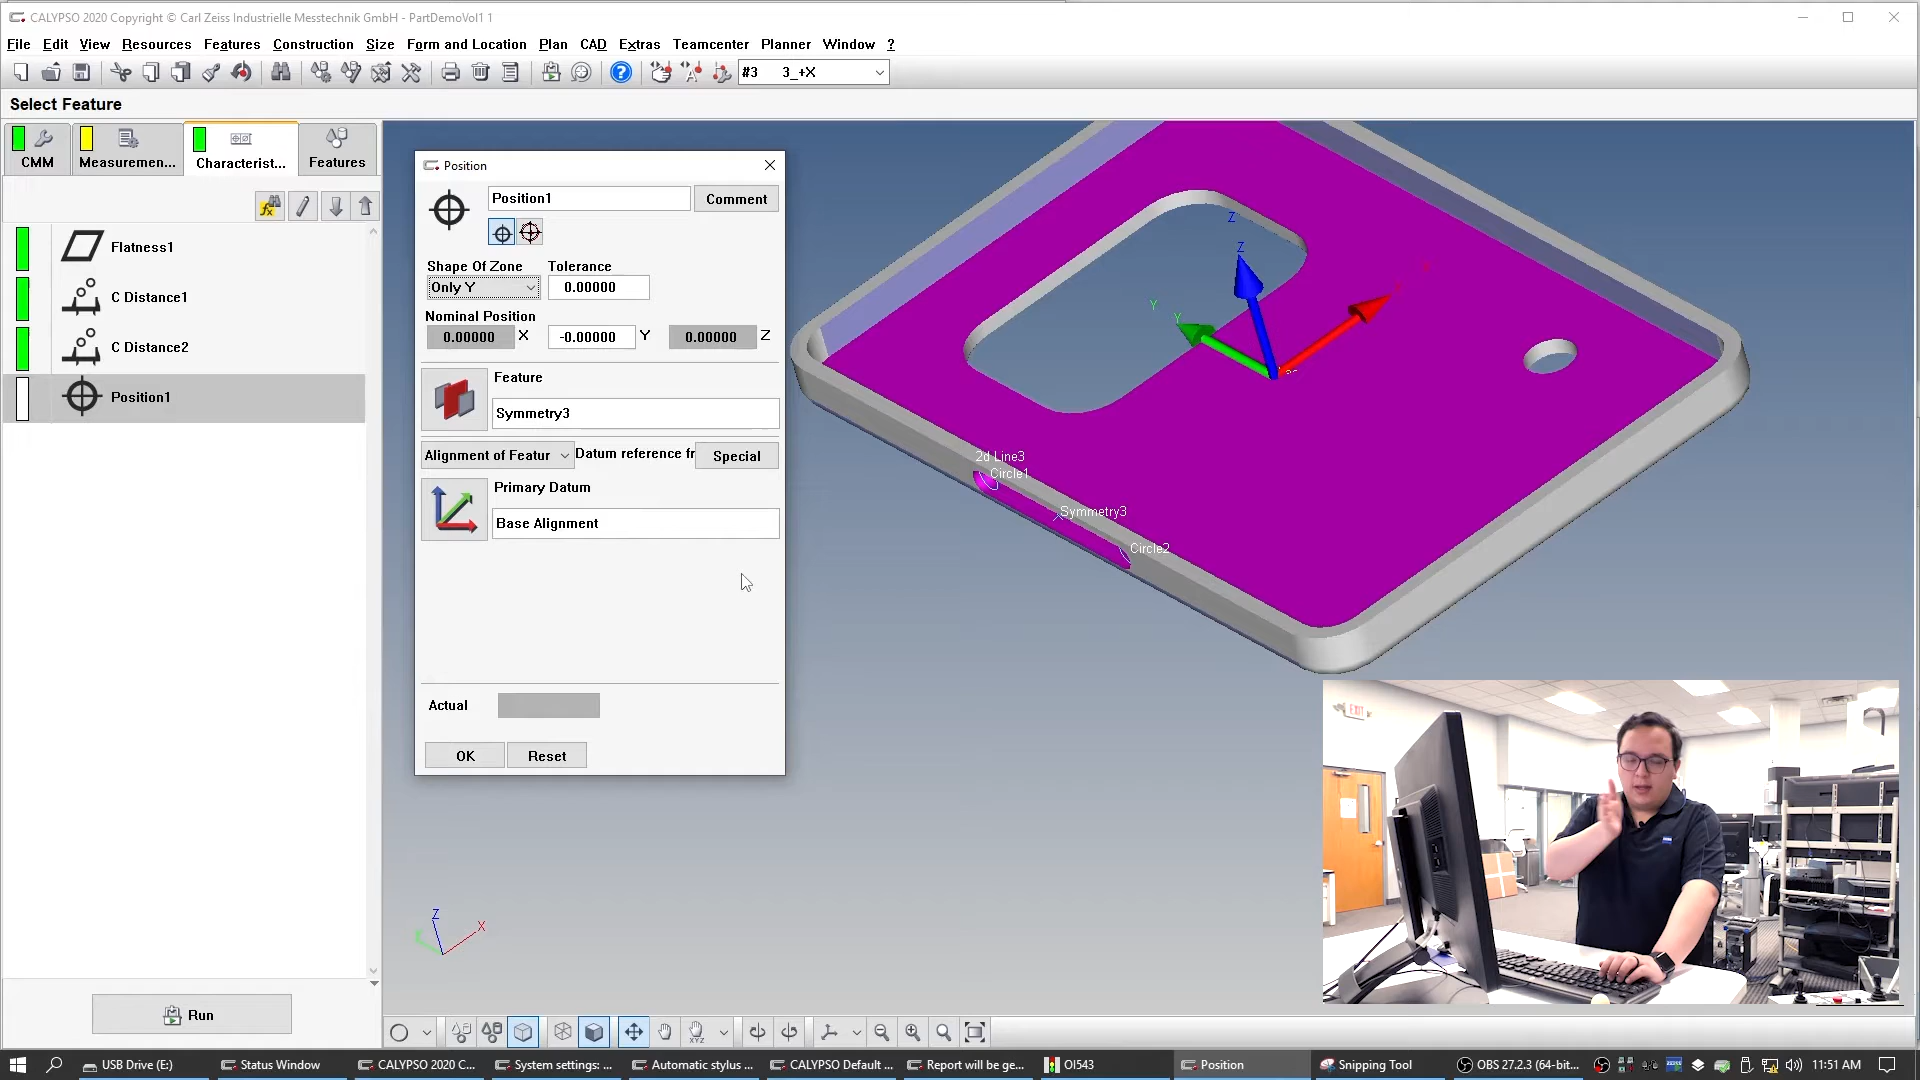 CALYPSO 2020 Copyright © Carl Zeiss Industrielle Messtechnik GmbH - PartDemoVol1 1
File Edit View Resources Features Construction Size Form and Location Plan CAD Extras Teamcenter Planner Window ?
#3 3_+X
Select Feature
CMM Measuremen... Characterist... Features
Flatness1
C Distance1
C Distance2
Position1
Run
Position
Position1 Comment
Shape Of Zone Tolerance
Only Y 0.00000
Nominal Position
0.00000 X -0.00000 Y 0.00000 Z
Feature
Symmetry3
Alignment of Featur Datum reference fr Special
Primary Datum
Base Alignment
Actual
OK Reset
Z
Z
Y
Y
2d Line3
Circle1
Symmetry3
Circle2
EXIT
Z
X
XYZ
USB Drive (E:) Status Window CALYPSO 2020 C... System settings: ... Automatic stylus ... CALYPSO Default ... Report will be ge... OI543 Position Snipping Tool OBS 27.2.3 (64-bit... 11:51 AM